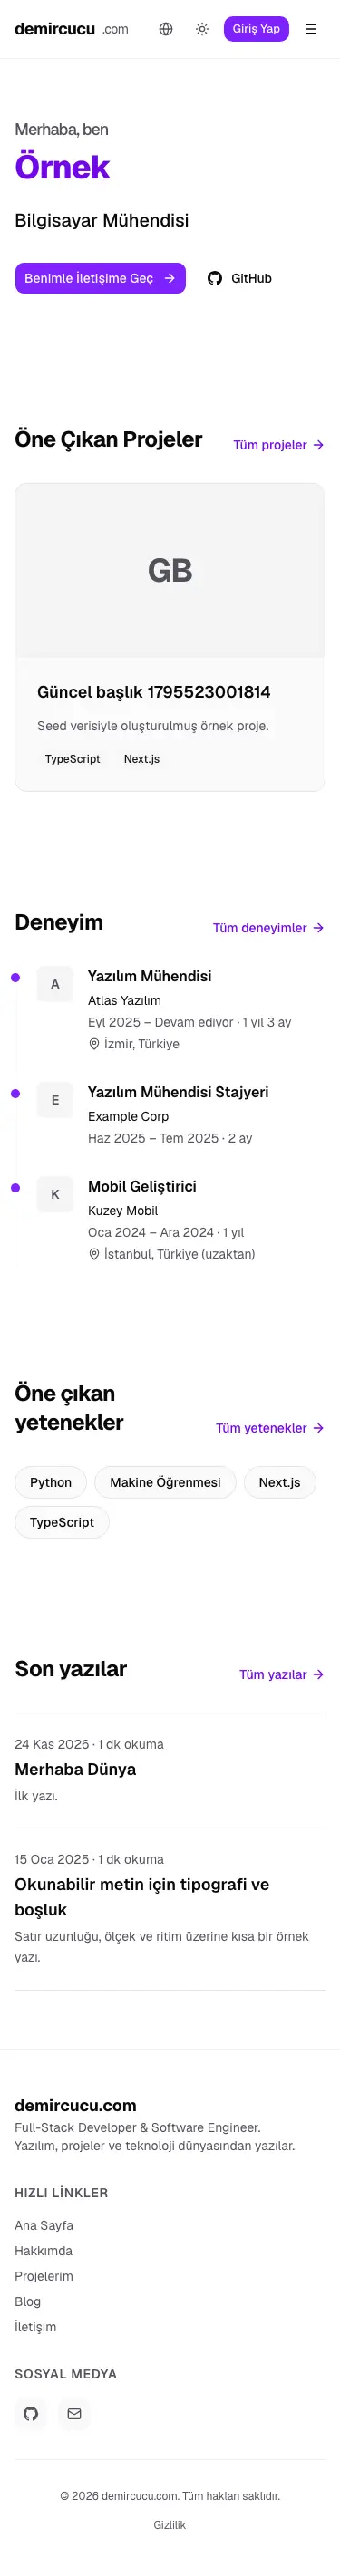 demircucu .com
Giriş Yap
Merhaba, ben
Örnek
Bilgisayar Mühendisi
Benimle İletişime Geç
GitHub
Öne Çıkan Projeler
Tüm projeler
GB
Güncel başlık 1795523001814
Seed verisiyle oluşturulmuş örnek proje.
TypeScript
Next.js
Deneyim
Tüm deneyimler
A
Yazılım Mühendisi
Atlas Yazılım
Eyl 2025 – Devam ediyor · 1 yıl 3 ay
İzmir, Türkiye
E
Yazılım Mühendisi Stajyeri
Example Corp
Haz 2025 – Tem 2025 · 2 ay
K
Mobil Geliştirici
Kuzey Mobil
Oca 2024 – Ara 2024 · 1 yıl
İstanbul, Türkiye (uzaktan)
Öne çıkan
yetenekler
Tüm yetenekler
Python
Makine Öğrenmesi
Next.js
TypeScript
Son yazılar
Tüm yazılar
24 Kas 2026 · 1 dk okuma
Merhaba Dünya
İlk yazı.
15 Oca 2025 · 1 dk okuma
Okunabilir metin için tipografi ve
boşluk
Satır uzunluğu, ölçek ve ritim üzerine kısa bir örnek
yazı.
demircucu.com
Full-Stack Developer & Software Engineer.
Yazılım, projeler ve teknoloji dünyasından yazılar.
HIZLI LİNKLER
Ana Sayfa
Hakkımda
Projelerim
Blog
İletişim
SOSYAL MEDYA
© 2026 demircucu.com. Tüm hakları saklıdır.
Gizlilik